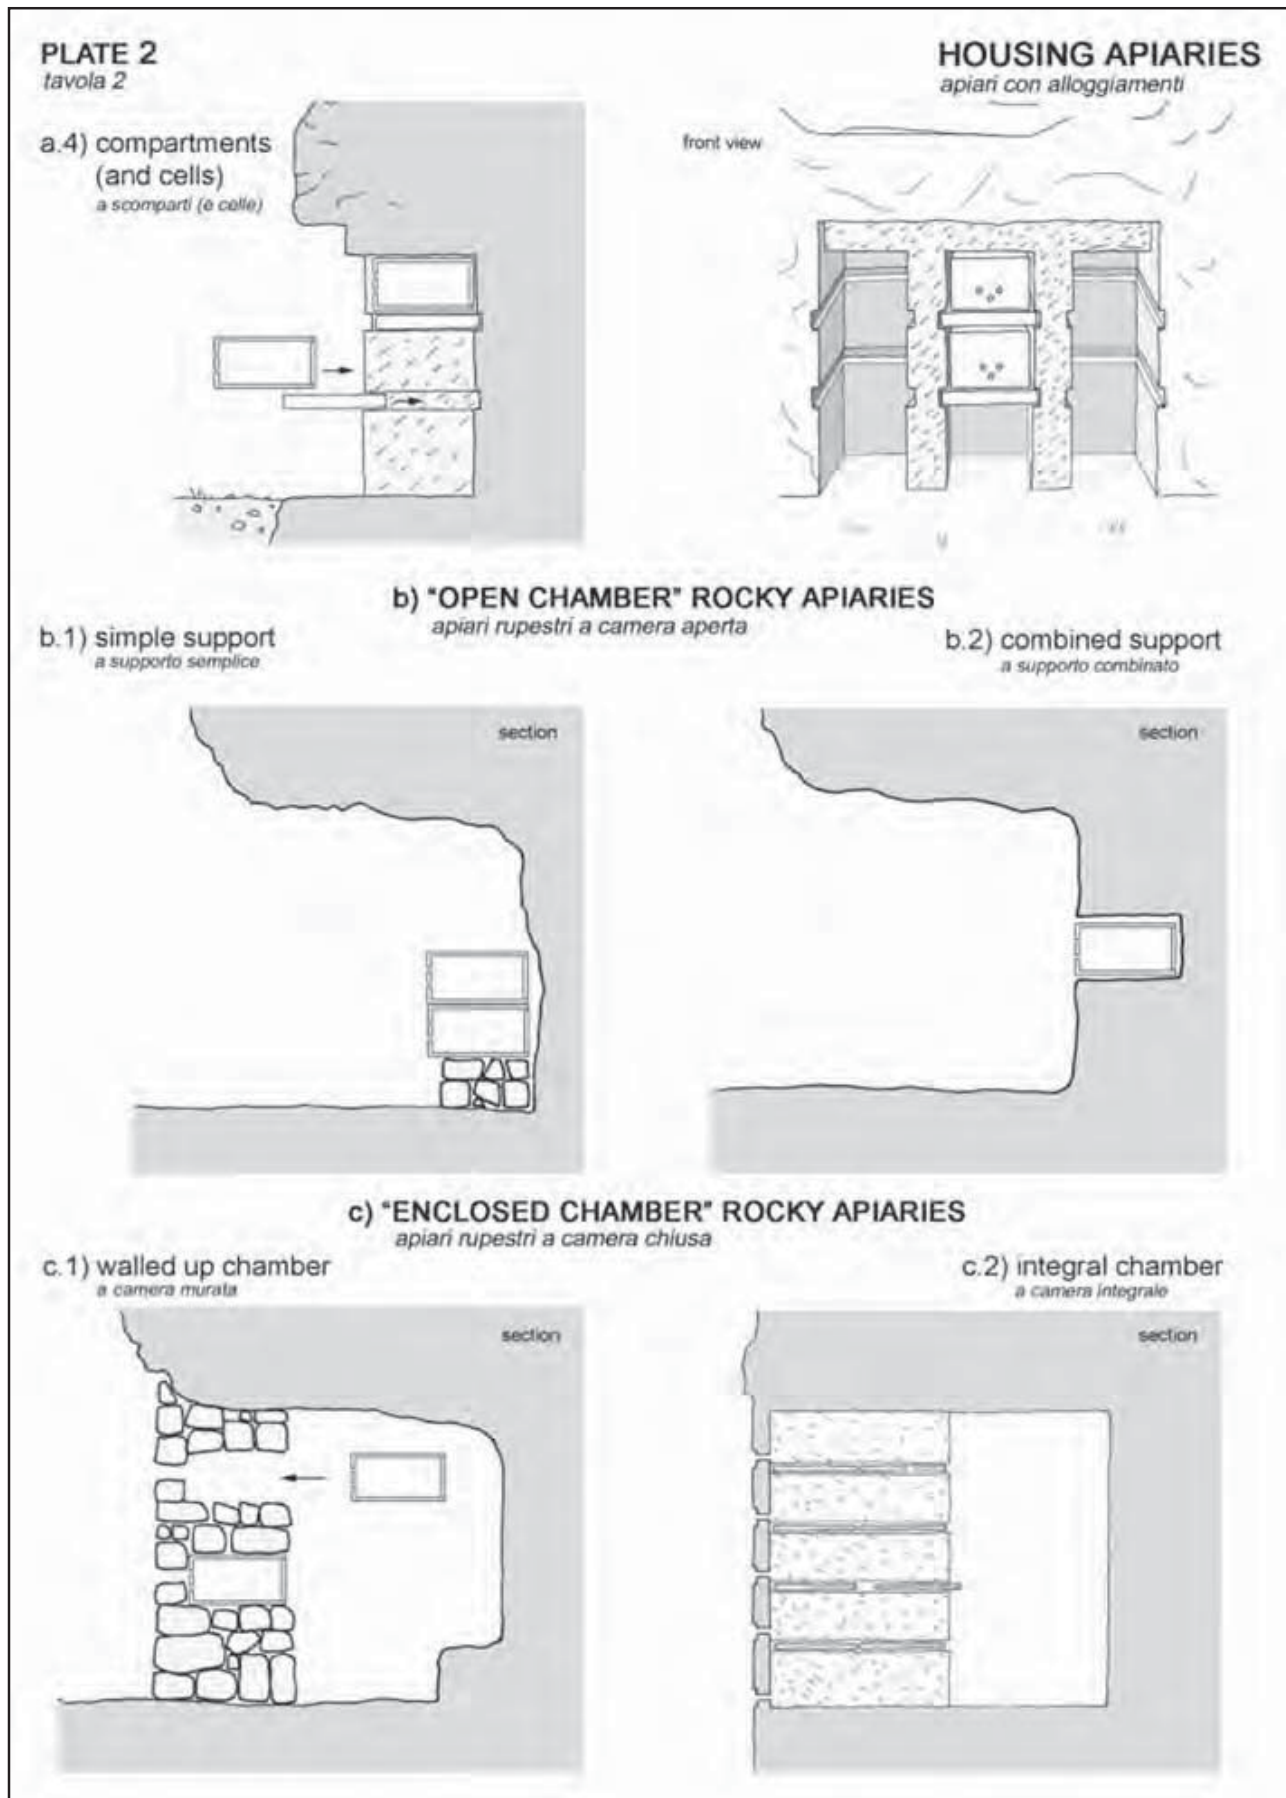 PLATE 2
tavola 2
HOUSING APIARIES
apiari con alloggiamenti
a.4) compartments
(and cells)
a scomparti (e celle)
front view
b) "OPEN CHAMBER" ROCKY APIARIES
apiari rupestri a camera aperta
b.1) simple support
a supporto semplice
b.2) combined support
a supporto combinato
section
section
c) "ENCLOSED CHAMBER" ROCKY APIARIES
apiari rupestri a camera chiusa
c.1) walled up chamber
a camera murata
c.2) integral chamber
a camera integrale
section
section